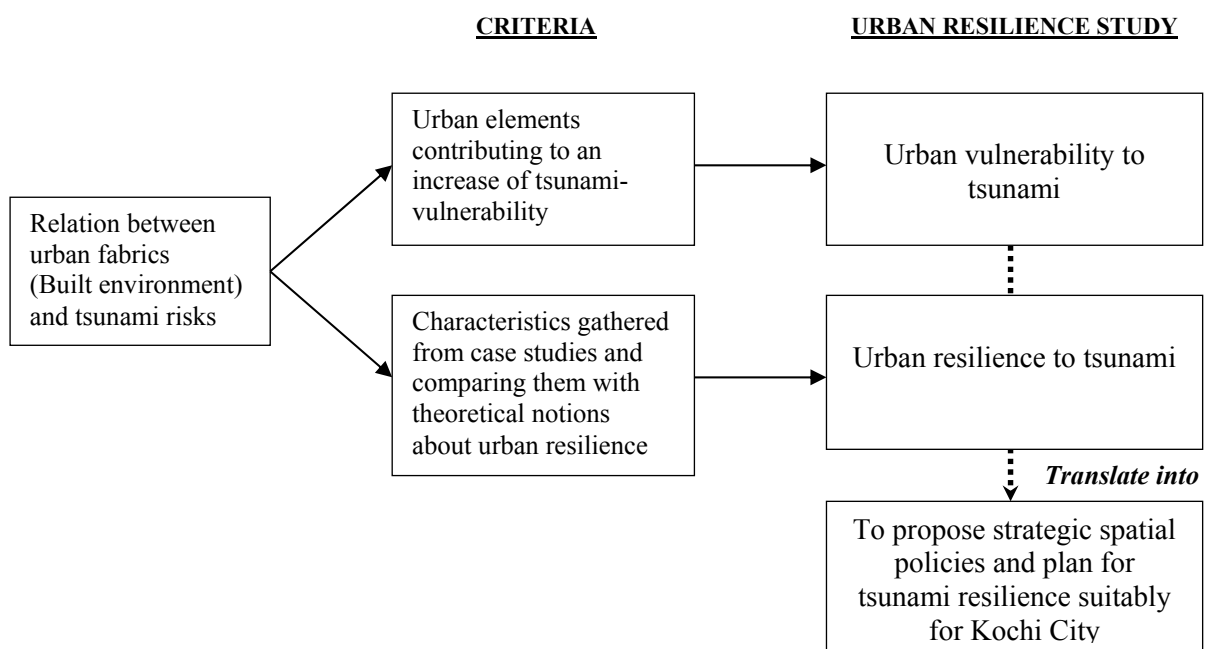 CRITERIA
URBAN RESILIENCE STUDY
Relation between
urban fabrics
(Built environment)
and tsunami risks
Urban elements
contributing to an
increase of tsunami-
vulnerability
Urban vulnerability to
tsunami
Characteristics gathered
from case studies and
comparing them with
theoretical notions
about urban resilience
Urban resilience to tsunami
Translate into
To propose strategic spatial
policies and plan for
tsunami resilience suitably
for Kochi City